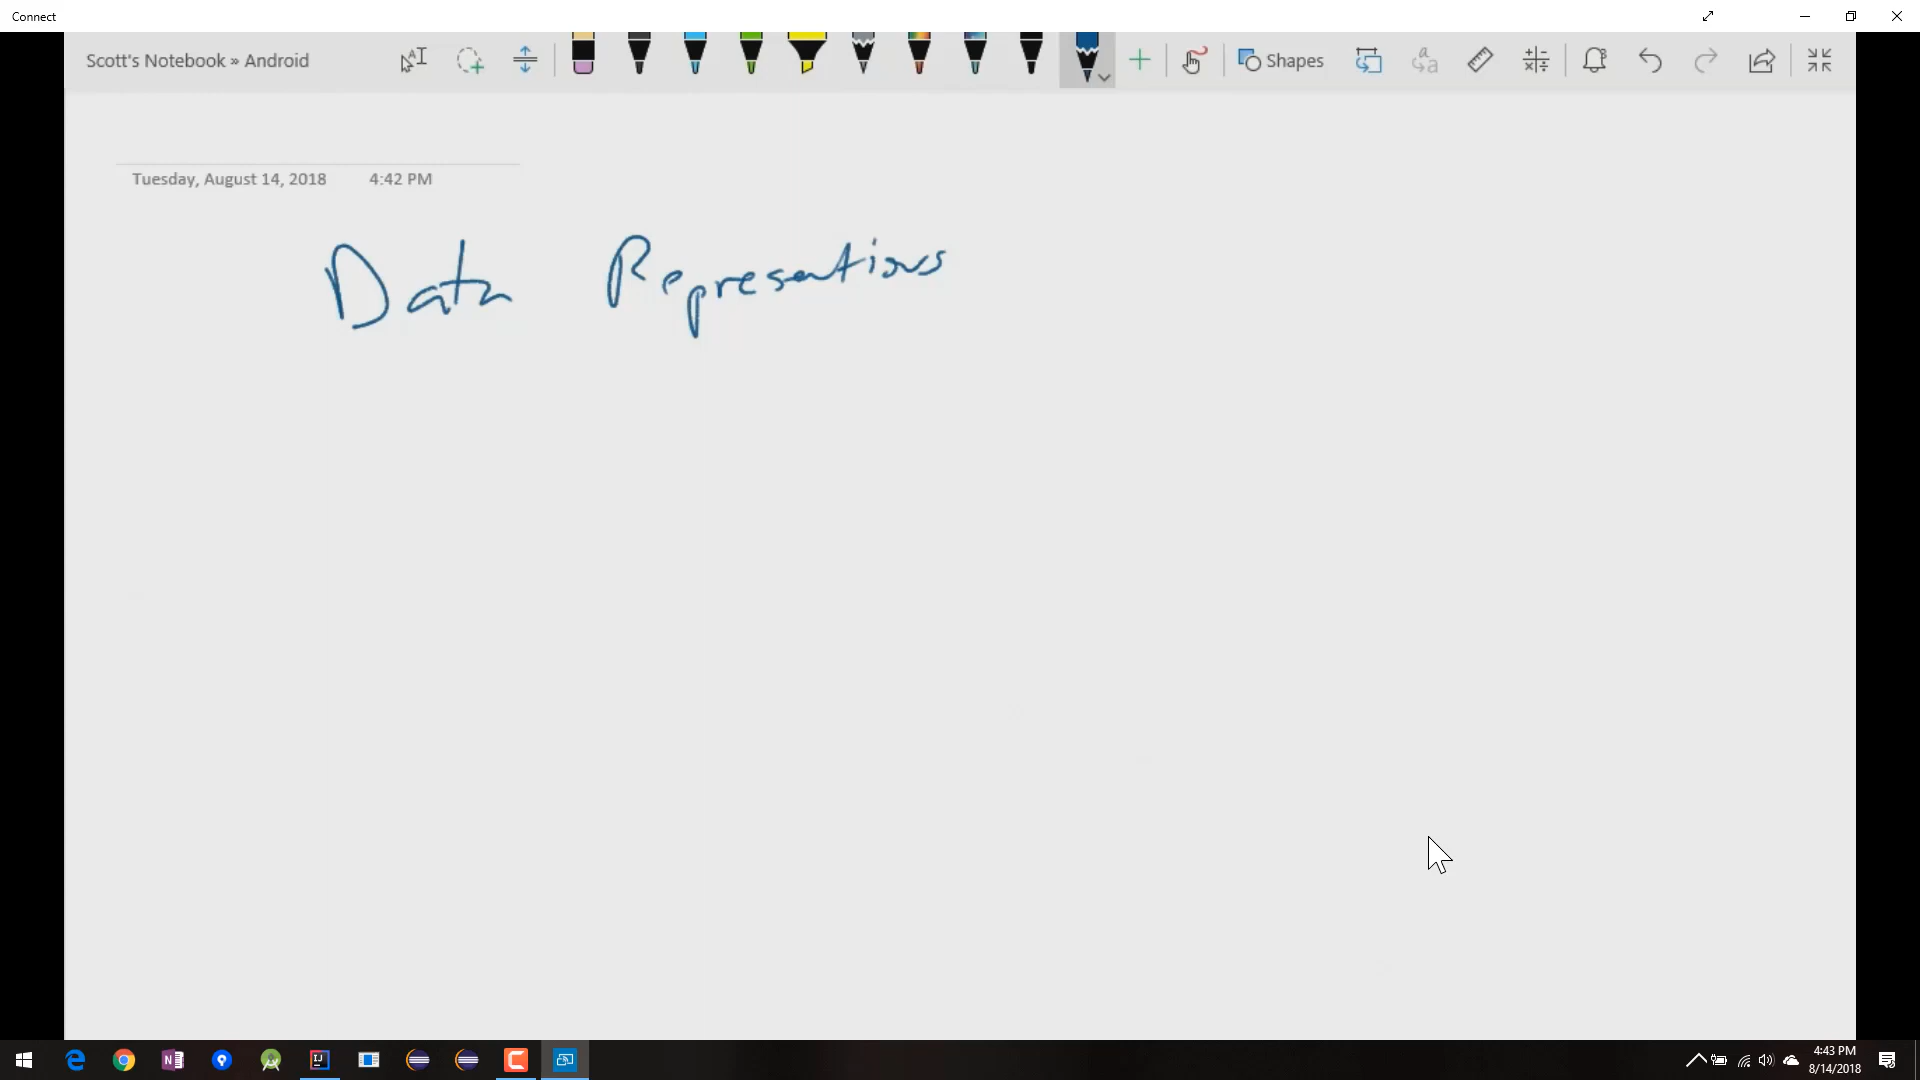 Connect
Scott's Notebook » Android
Shapes
Tuesday, August 14, 2018 4:42 PM
Data Represantions
4:43 PM
8/14/2018